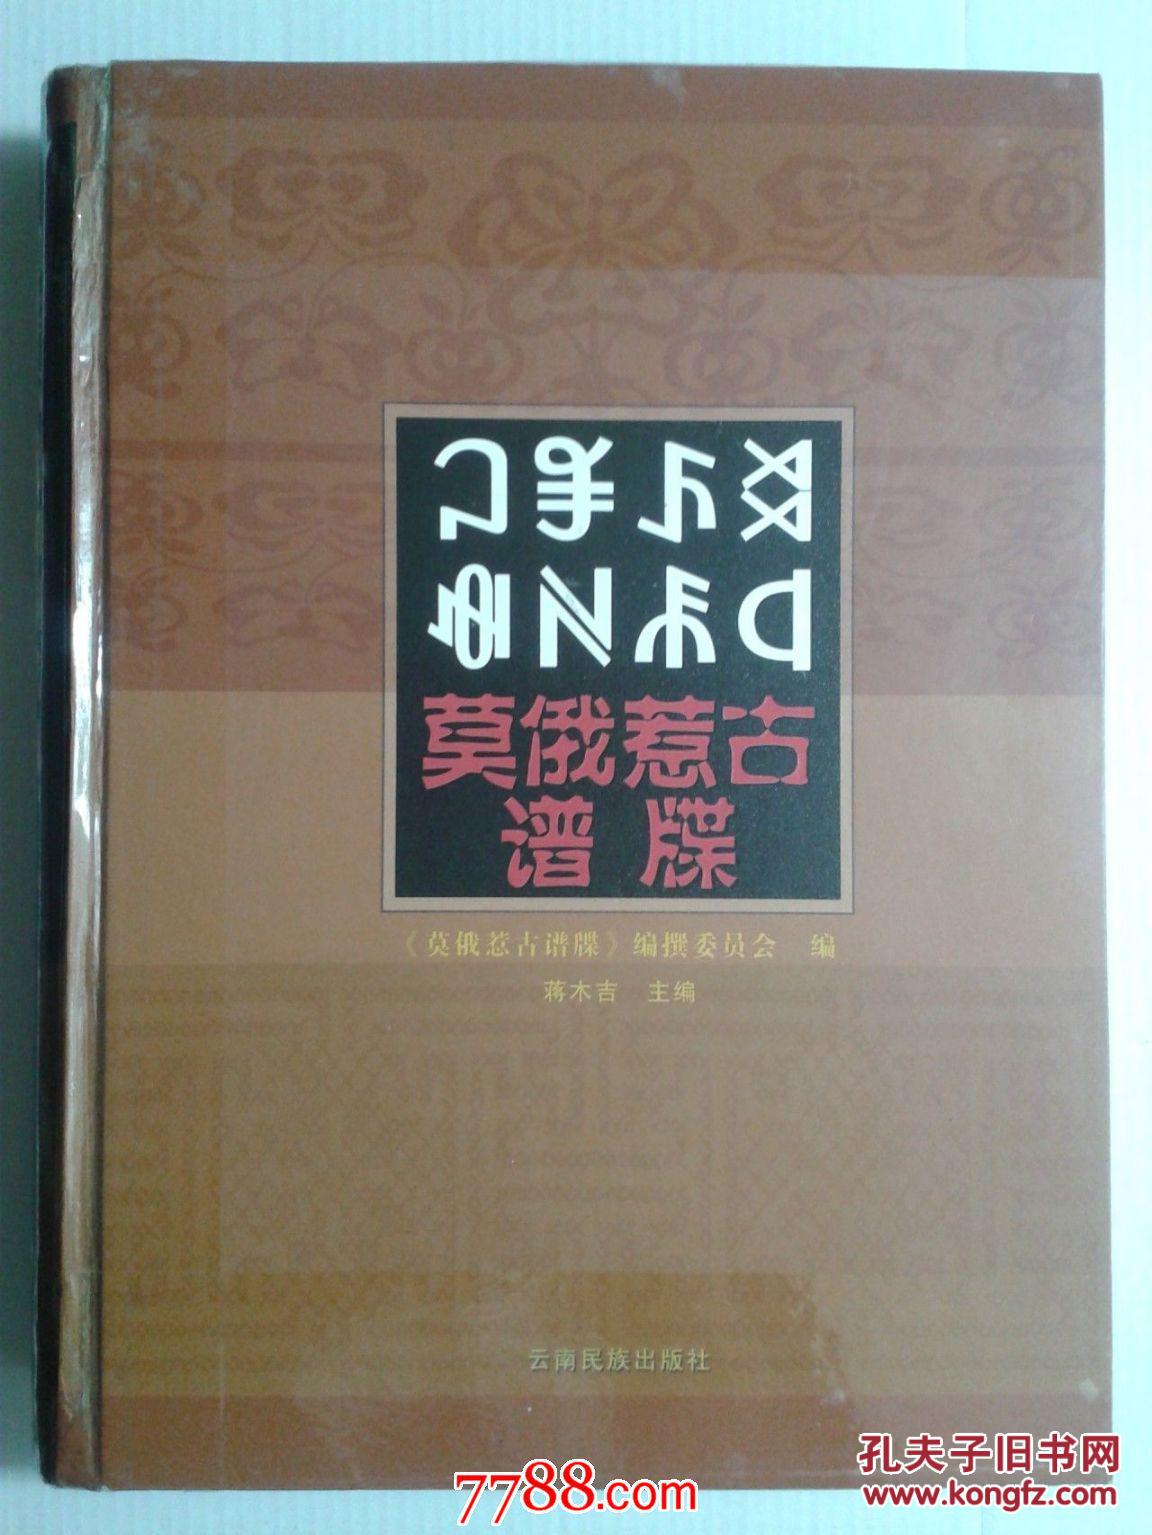 莫俄惹古
谱牒
《莫俄惹古谱牒》编撰委员会 编
蒋木吉 主编
云南民族出版社
孔夫子旧书网
7788.com
www.kongfz.com